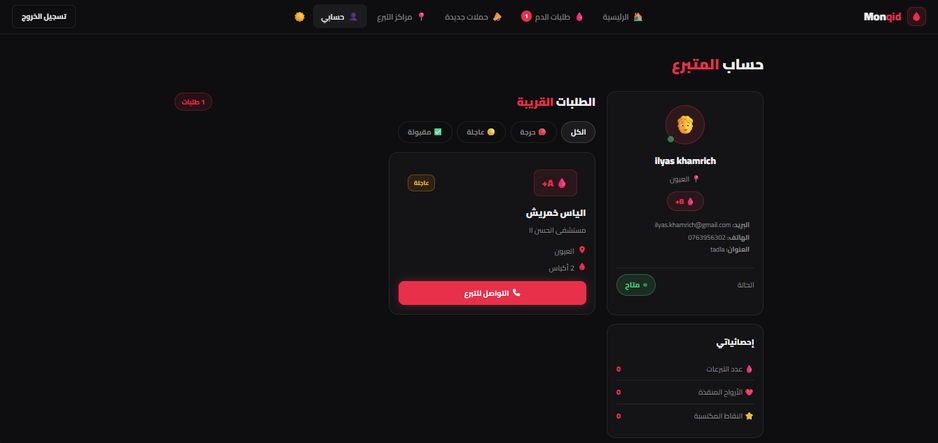 Monqid
الرئيسية
طلبات الدم 1
حملات جديدة
مراكز التبرع
حسابي
تسجيل الخروج
حساب المتبرع
ilyas khamrich
العيون
B+
البريد: ilyas.khamrich@gmail.com
الهاتف: 0763956302
العنوان: tadla
الحالة
متاح
إحصائياتي
عدد التبرعات 0
الأرواح المنقذة 0
النقاط المكتسبة 0
الطلبات القريبة
1 طلبات
الكل
حرجة
عاجلة
مقبولة
A+
عاجلة
الياس خمريش
مستشفى الحسن II
العيون
2 أكياس
التواصل للتبرع